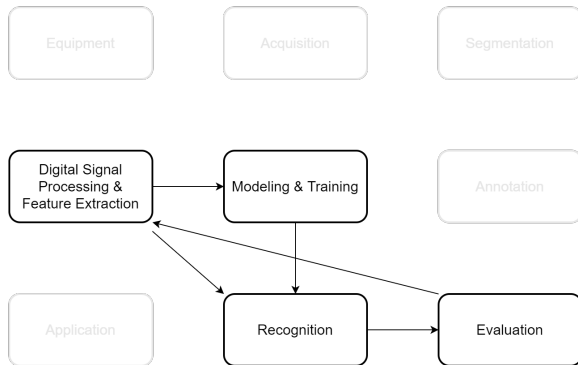 Equipment
Acquisition
Segmentation
Digital Signal
Processing &
Feature Extraction
Modeling & Training
Annotation
Application
Recognition
Evaluation